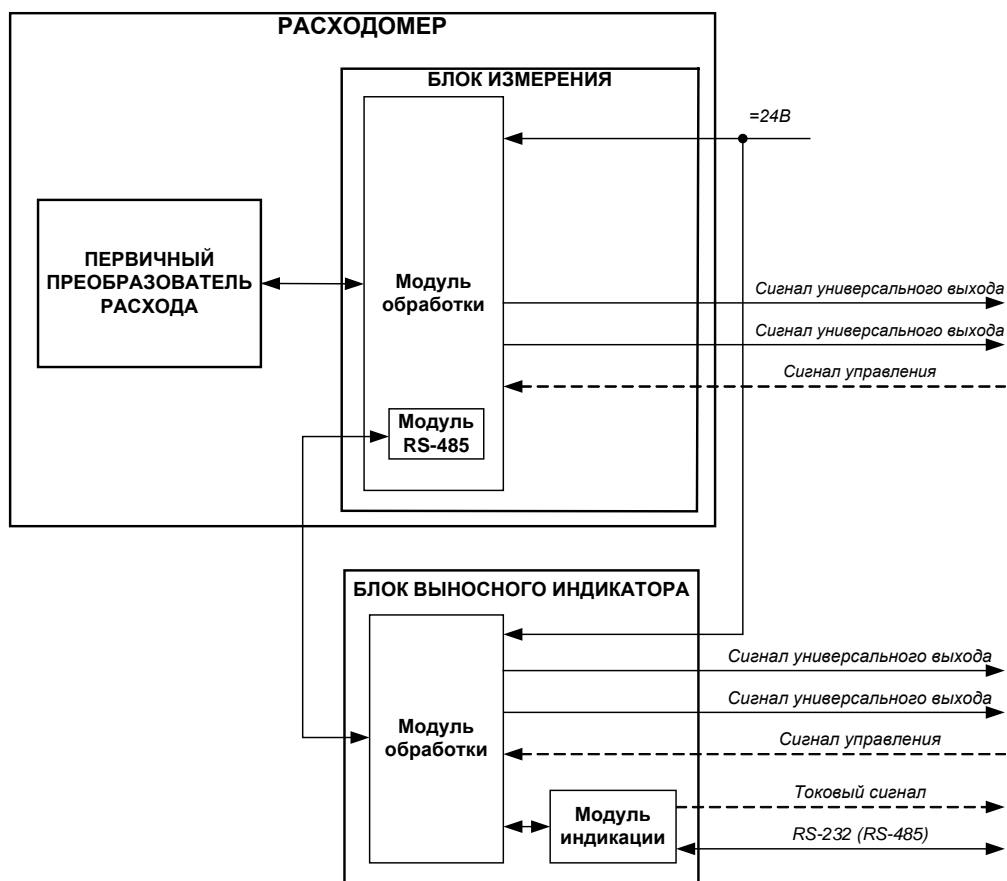 РАСХОДОМЕР
БЛОК ИЗМЕРЕНИЯ
=24В
ПЕРВИЧНЫЙ
ПРЕОБРАЗОВАТЕЛЬ
РАСХОДА
Модуль
обработки
Сигнал универсального выхода
Сигнал универсального выхода
Сигнал управления
Модуль
RS-485
БЛОК ВЫНОСНОГО ИНДИКАТОРА
Модуль
обработки
Сигнал универсального выхода
Сигнал универсального выхода
Сигнал управления
Токовый сигнал
Модуль
индикации
RS-232 (RS-485)